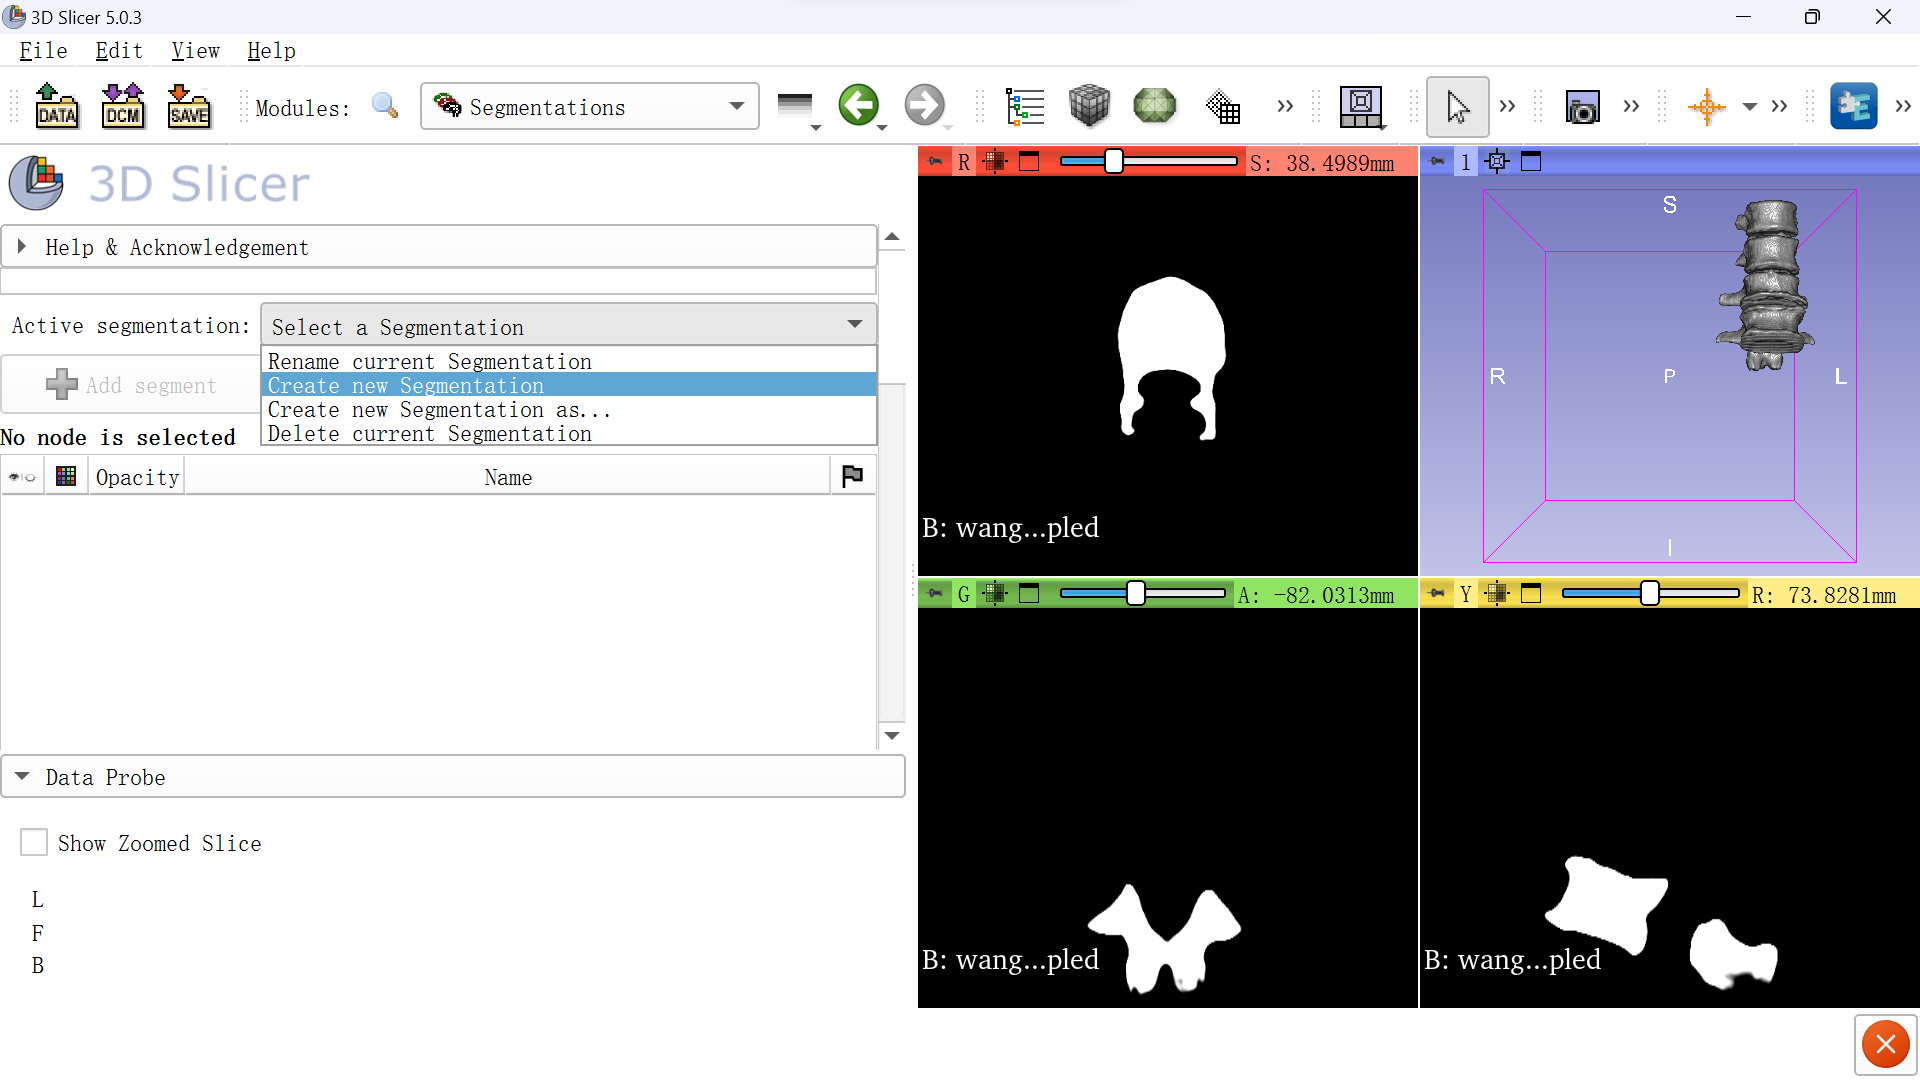 3D Slicer 5.0.3
File Edit View Help
DATA DCM SAVE Modules: Segmentations
3D Slicer
Help & Acknowledgement
Active segmentation: Select a Segmentation
Rename current Segmentation
Create new Segmentation
Create new Segmentation as...
Delete current Segmentation
Add segment
No node is selected
Opacity Name
Data Probe
Show Zoomed Slice
L
F
B
R S: 38.4989mm
B: wang...pled
1
S
R P L
I
G A: -82.0313mm
B: wang...pled
Y R: 73.8281mm
B: wang...pled